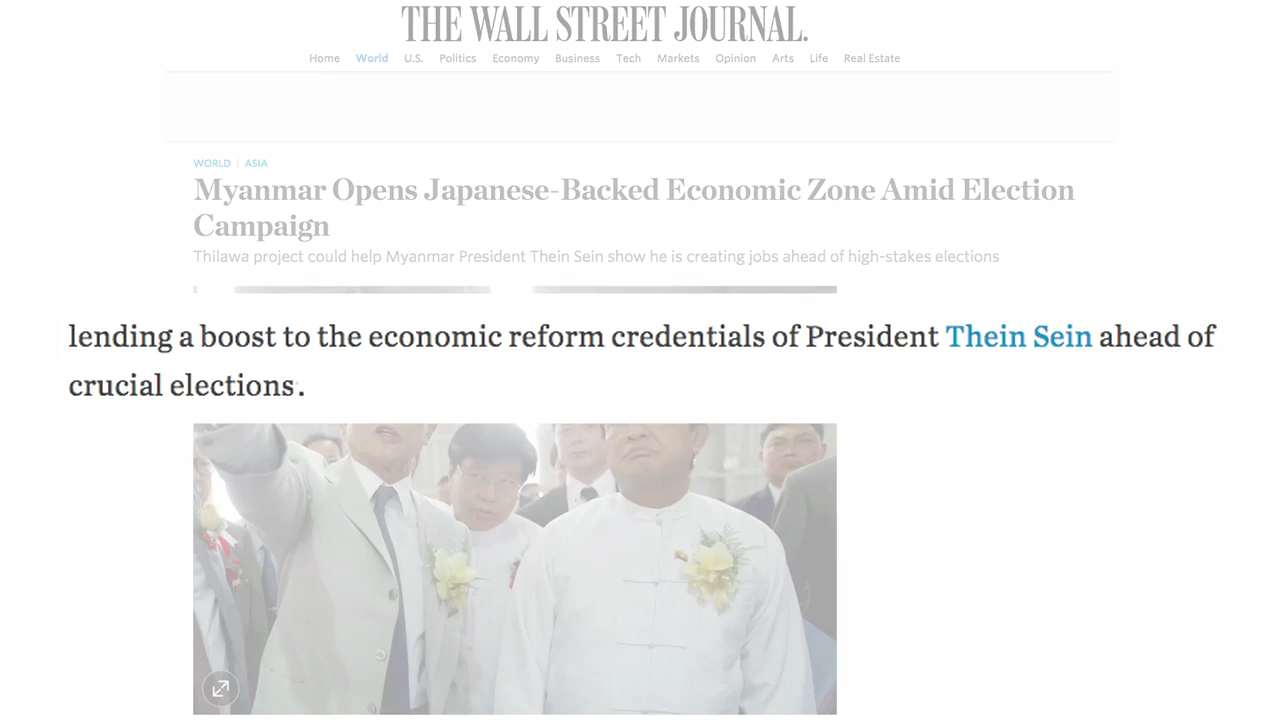 THE WALL STREET JOURNAL.
Home World U.S. Politics Economy Business Tech Markets Opinion Arts Life Real Estate
WORLD | ASIA
Myanmar Opens Japanese-Backed Economic Zone Amid Election
Campaign
Thilawa project could help Myanmar President Thein Sein show he is creating jobs ahead of high-stakes elections
lending a boost to the economic reform credentials of President Thein Sein ahead of
crucial elections.